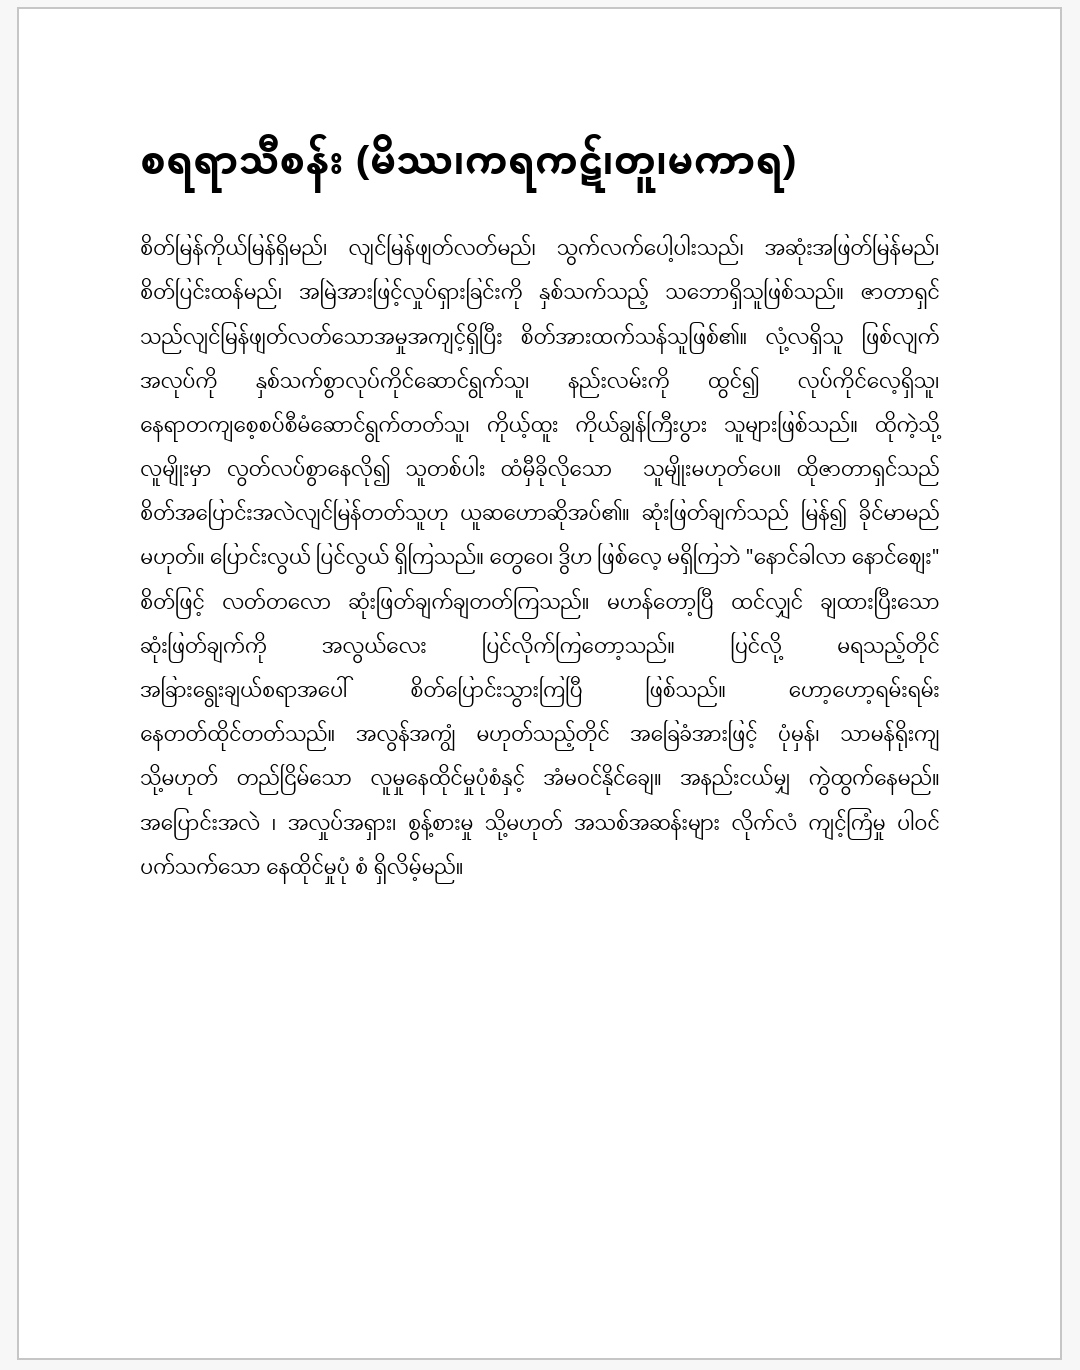 စရရာသီစန်း (မိဿ၊ကရကဋ်၊တူ၊မကာရ)
စိတ်မြန်ကိုယ်မြန်ရှိမည်၊ လျင်မြန်ဖျတ်လတ်မည်၊ သွက်လက်ပေါ့ပါးသည်၊ အဆုံးအဖြတ်မြန်မည်၊
စိတ်ပြင်းထန်မည်၊ အမြဲအားဖြင့်လှုပ်ရှားခြင်းကို နှစ်သက်သည့် သဘောရှိသူဖြစ်သည်။ ဇာတာရှင်
သည်လျင်မြန်ဖျတ်လတ်သောအမှုအကျင့်ရှိပြီး စိတ်အားထက်သန်သူဖြစ်၏။ လုံ့လရှိသူ ဖြစ်လျက်
အလုပ်ကို နှစ်သက်စွာလုပ်ကိုင်ဆောင်ရွက်သူ၊ နည်းလမ်းကို ထွင်၍ လုပ်ကိုင်လေ့ရှိသူ၊
နေရာတကျစေ့စပ်စီမံဆောင်ရွက်တတ်သူ၊ ကိုယ့်ထူး ကိုယ်ချွန်ကြီးပွား သူများဖြစ်သည်။ ထိုကဲ့သို့
လူမျိုးမှာ လွတ်လပ်စွာနေလို၍ သူတစ်ပါး ထံမှီခိုလိုသော သူမျိုးမဟုတ်ပေ။ ထိုဇာတာရှင်သည်
စိတ်အပြောင်းအလဲလျင်မြန်တတ်သူဟု ယူဆဟောဆိုအပ်၏။ ဆုံးဖြတ်ချက်သည် မြန်၍ ခိုင်မာမည်
မဟုတ်။ ပြောင်းလွယ် ပြင်လွယ် ရှိကြသည်။ တွေဝေ၊ ဒွိဟ ဖြစ်လေ့ မရှိကြဘဲ "နောင်ခါလာ နောင်ဈေး"
စိတ်ဖြင့် လတ်တလော ဆုံးဖြတ်ချက်ချတတ်ကြသည်။ မဟန်တော့ပြီ ထင်လျှင် ချထားပြီးသော
ဆုံးဖြတ်ချက်ကို အလွယ်လေး ပြင်လိုက်ကြတော့သည်။ ပြင်လို့ မရသည့်တိုင်
အခြားရွေးချယ်စရာအပေါ် စိတ်ပြောင်းသွားကြပြီ ဖြစ်သည်။ ဟော့ဟော့ရမ်းရမ်း
နေတတ်ထိုင်တတ်သည်။ အလွန်အကျွံ မဟုတ်သည့်တိုင် အခြေခံအားဖြင့် ပုံမှန်၊ သာမန်ရိုးကျ
သို့မဟုတ် တည်ငြိမ်သော လူမှုနေထိုင်မှုပုံစံနှင့် အံမဝင်နိုင်ချေ။ အနည်းငယ်မျှ ကွဲထွက်နေမည်။
အပြောင်းအလဲ ၊ အလှုပ်အရှား၊ စွန့်စားမှု သို့မဟုတ် အသစ်အဆန်းများ လိုက်လံ ကျင့်ကြံမှု ပါဝင်
ပက်သက်သော နေထိုင်မှုပုံ စံ ရှိလိမ့်မည်။